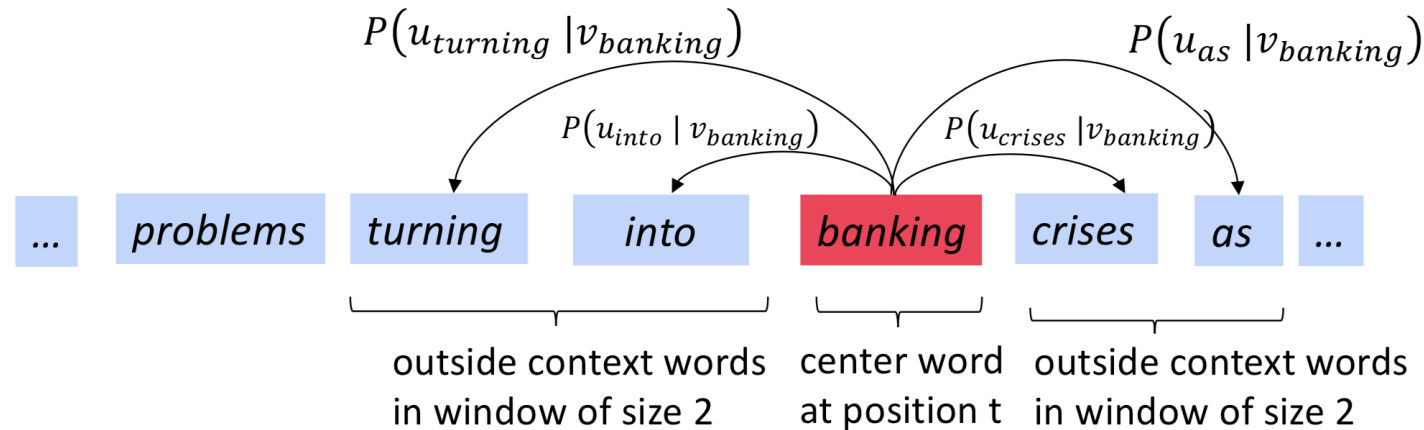 P(u_turning | v_banking)
P(u_as | v_banking)
P(u_into | v_banking)
P(u_crises | v_banking)
... problems turning into banking crises as ...
outside context words
in window of size 2
center word
at position t
outside context words
in window of size 2